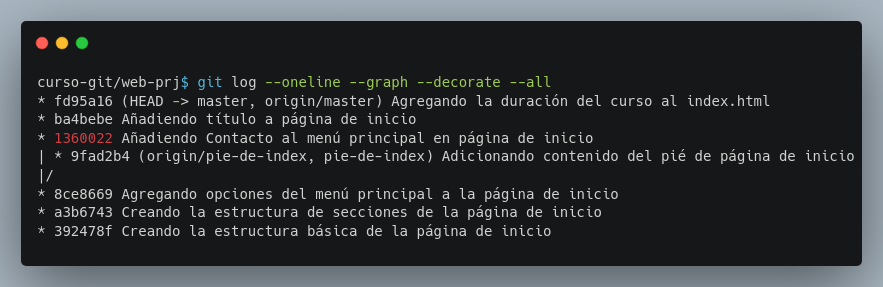 curso-git/web-prj$ git log --oneline --graph --decorate --all
* fd95a16 (HEAD -> master, origin/master) Agregando la duración del curso al index.html
* ba4bebe Añadiendo título a página de inicio
* 1360022 Añadiendo Contacto al menú principal en página de inicio
| * 9fad2b4 (origin/pie-de-index, pie-de-index) Adicionando contenido del pié de página de inicio
|/
* 8ce8669 Agregando opciones del menú principal a la página de inicio
* a3b6743 Creando la estructura de secciones de la página de inicio
* 392478f Creando la estructura básica de la página de inicio